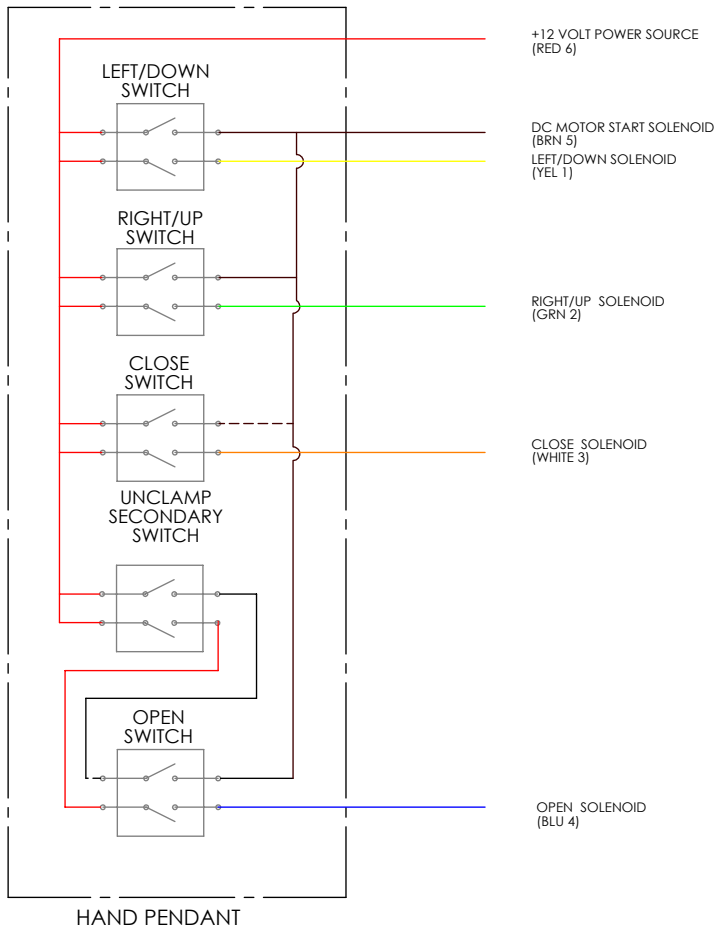 +12 VOLT POWER SOURCE
(RED 6)
LEFT/DOWN
SWITCH
DC MOTOR START SOLENOID
(BRN 5)
LEFT/DOWN SOLENOID
(YEL 1)
RIGHT/UP
SWITCH
RIGHT/UP SOLENOID
(GRN 2)
CLOSE
SWITCH
CLOSE SOLENOID
(WHITE 3)
UNCLAMP
SECONDARY
SWITCH
OPEN
SWITCH
OPEN SOLENOID
(BLU 4)
HAND PENDANT